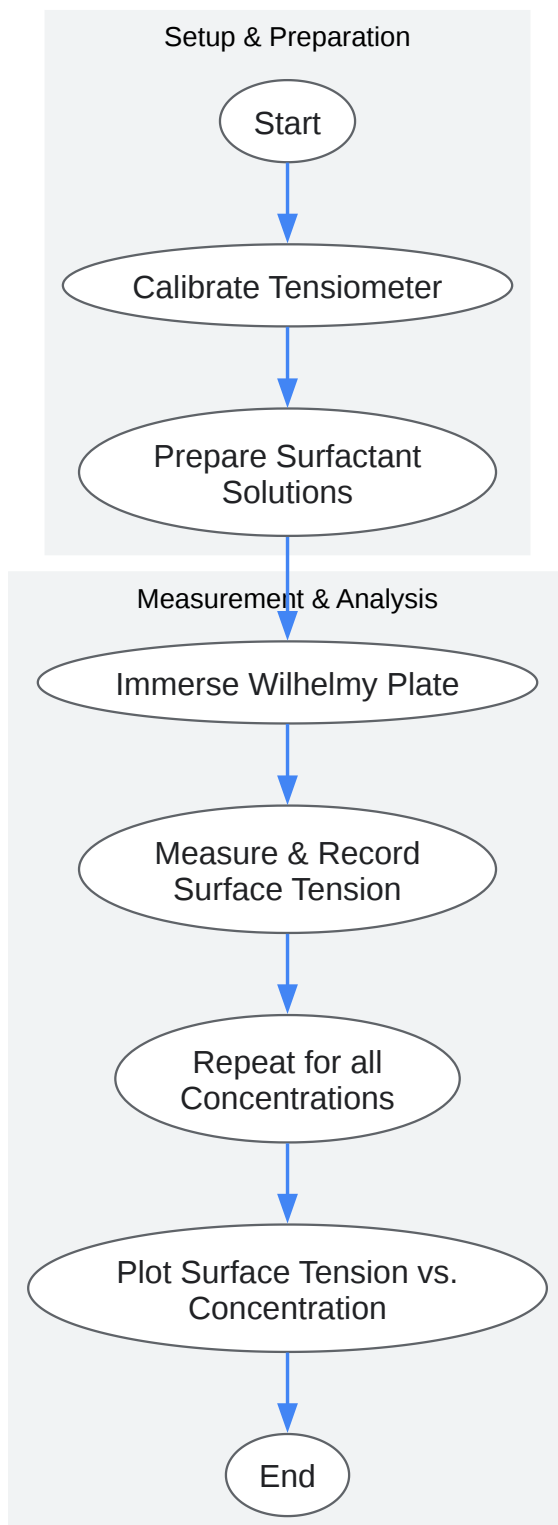 Setup & Preparation
Start
Calibrate Tensiometer
Prepare Surfactant
Solutions
Measurement & Analysis
Immerse Wilhelmy Plate
Measure & Record
Surface Tension
Repeat for all
Concentrations
Plot Surface Tension vs.
Concentration
End